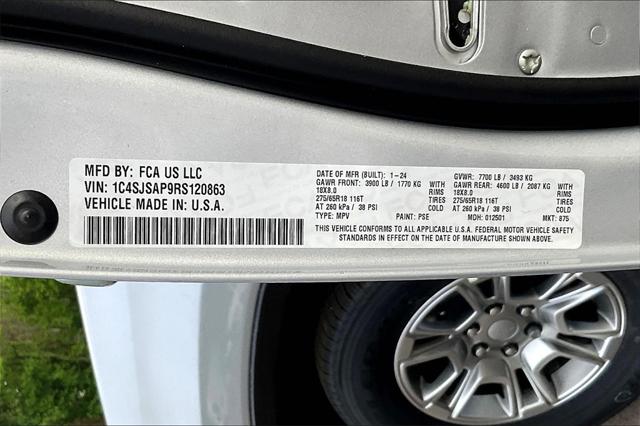 MFD BY: FCA US LLC
VIN: 1C4SJSAP9RS120863
VEHICLE MADE IN: U.S.A.
DATE OF MFR (BUILT): 1-24 GVWR: 7700 LB / 3493 KG
GAWR FRONT: 3900 LB / 1770 KG WITH GAWR REAR: 4600 LB / 2087 KG WITH
18X8.0 RIMS 18X8.0 RIMS
275/65R18 116T TIRES 275/65R18 116T TIRES
AT 260 kPa / 38 PSI COLD AT 260 kPa / 38 PSI COLD
TYPE: MPV PAINT: PSE MDH: 012501 MKT: 875
THIS VEHICLE CONFORMS TO ALL APPLICABLE U.S.A. FEDERAL MOTOR VEHICLE SAFETY
STANDARDS IN EFFECT ON THE DATE OF MANUFACTURE SHOWN ABOVE.